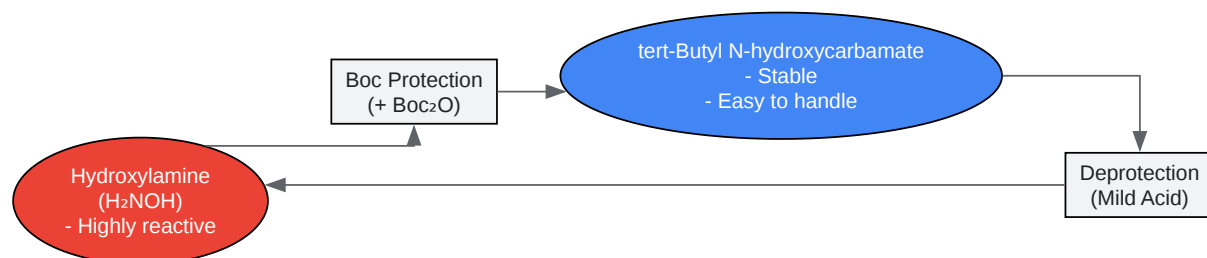 Boc Protection
(+ Boc₂O)
tert-Butyl N-hydroxycarbamate
- Stable
- Easy to handle
Hydroxylamine
(H₂NOH)
- Highly reactive
Deprotection
(Mild Acid)